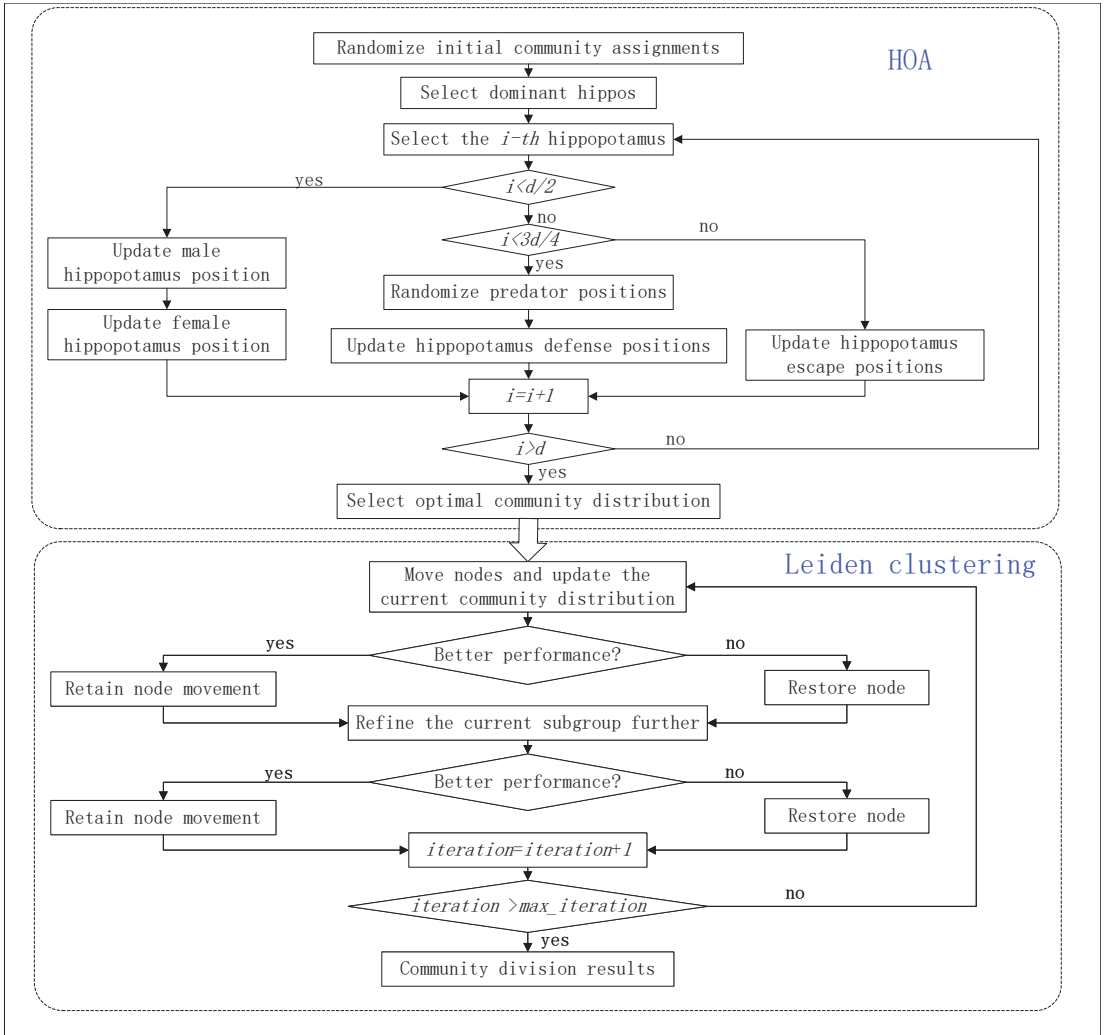 Randomize initial community assignments
HOA
Select dominant hippos
Select the i-th hippopotamus
yes
i<d/2
no
i<3d/4
no
yes
Update male
hippopotamus position
Randomize predator positions
Update female
hippopotamus position
Update hippopotamus defense positions
Update hippopotamus
escape positions
i=i+1
i>d
no
yes
Select optimal community distribution
Leiden clustering
Move nodes and update the
current community distribution
yes
Better performance?
no
Retain node movement
Restore node
Refine the current subgroup further
yes
Better performance?
no
Retain node movement
Restore node
iteration=iteration+1
iteration >max_iteration
no
yes
Community division results